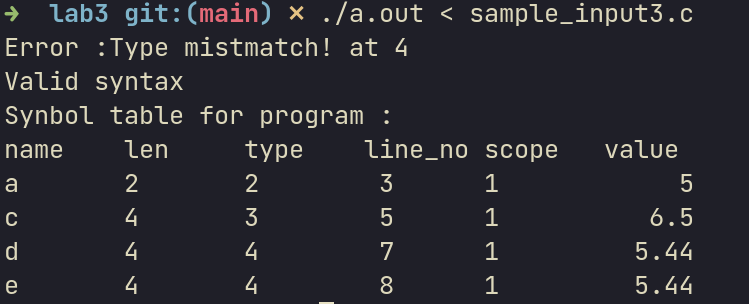 → lab3 git:(main) × ./a.out < sample_input3.c
Error :Type mistmatch! at 4
Valid syntax
Synbol table for program :
name len type line_no scope value
a 2 2 3 1 5
c 4 3 5 1 6.5
d 4 4 7 1 5.44
e 4 4 8 1 5.44